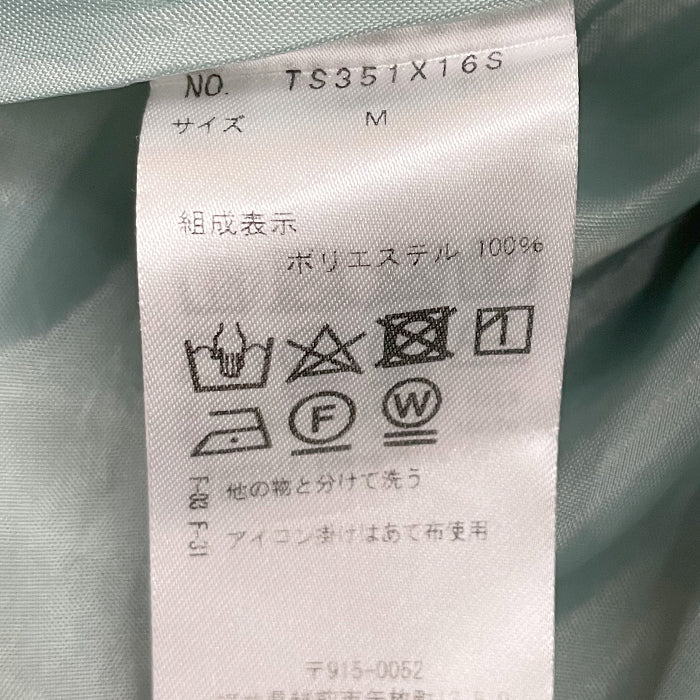 NO. TS351X16S
サイズ M
組成表示
ポリエステル 100%
F
W
他の物と分けて洗う
アイロン掛けはあて布使用
F-31
〒915-0052